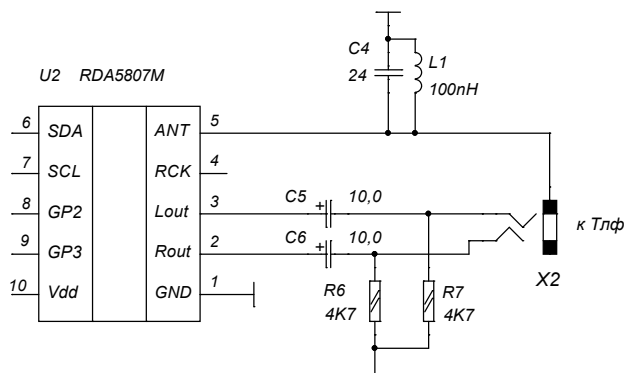 C4
24
L1
100nH
U2 RDA5807M
6 SDA ANT 5
7 SCL RCK 4
8 GP2 Lout 3
9 GP3 Rout 2
10 Vdd GND 1
C5 + 10,0
C6 + 10,0
к Тлф
X2
R6
4K7
R7
4K7